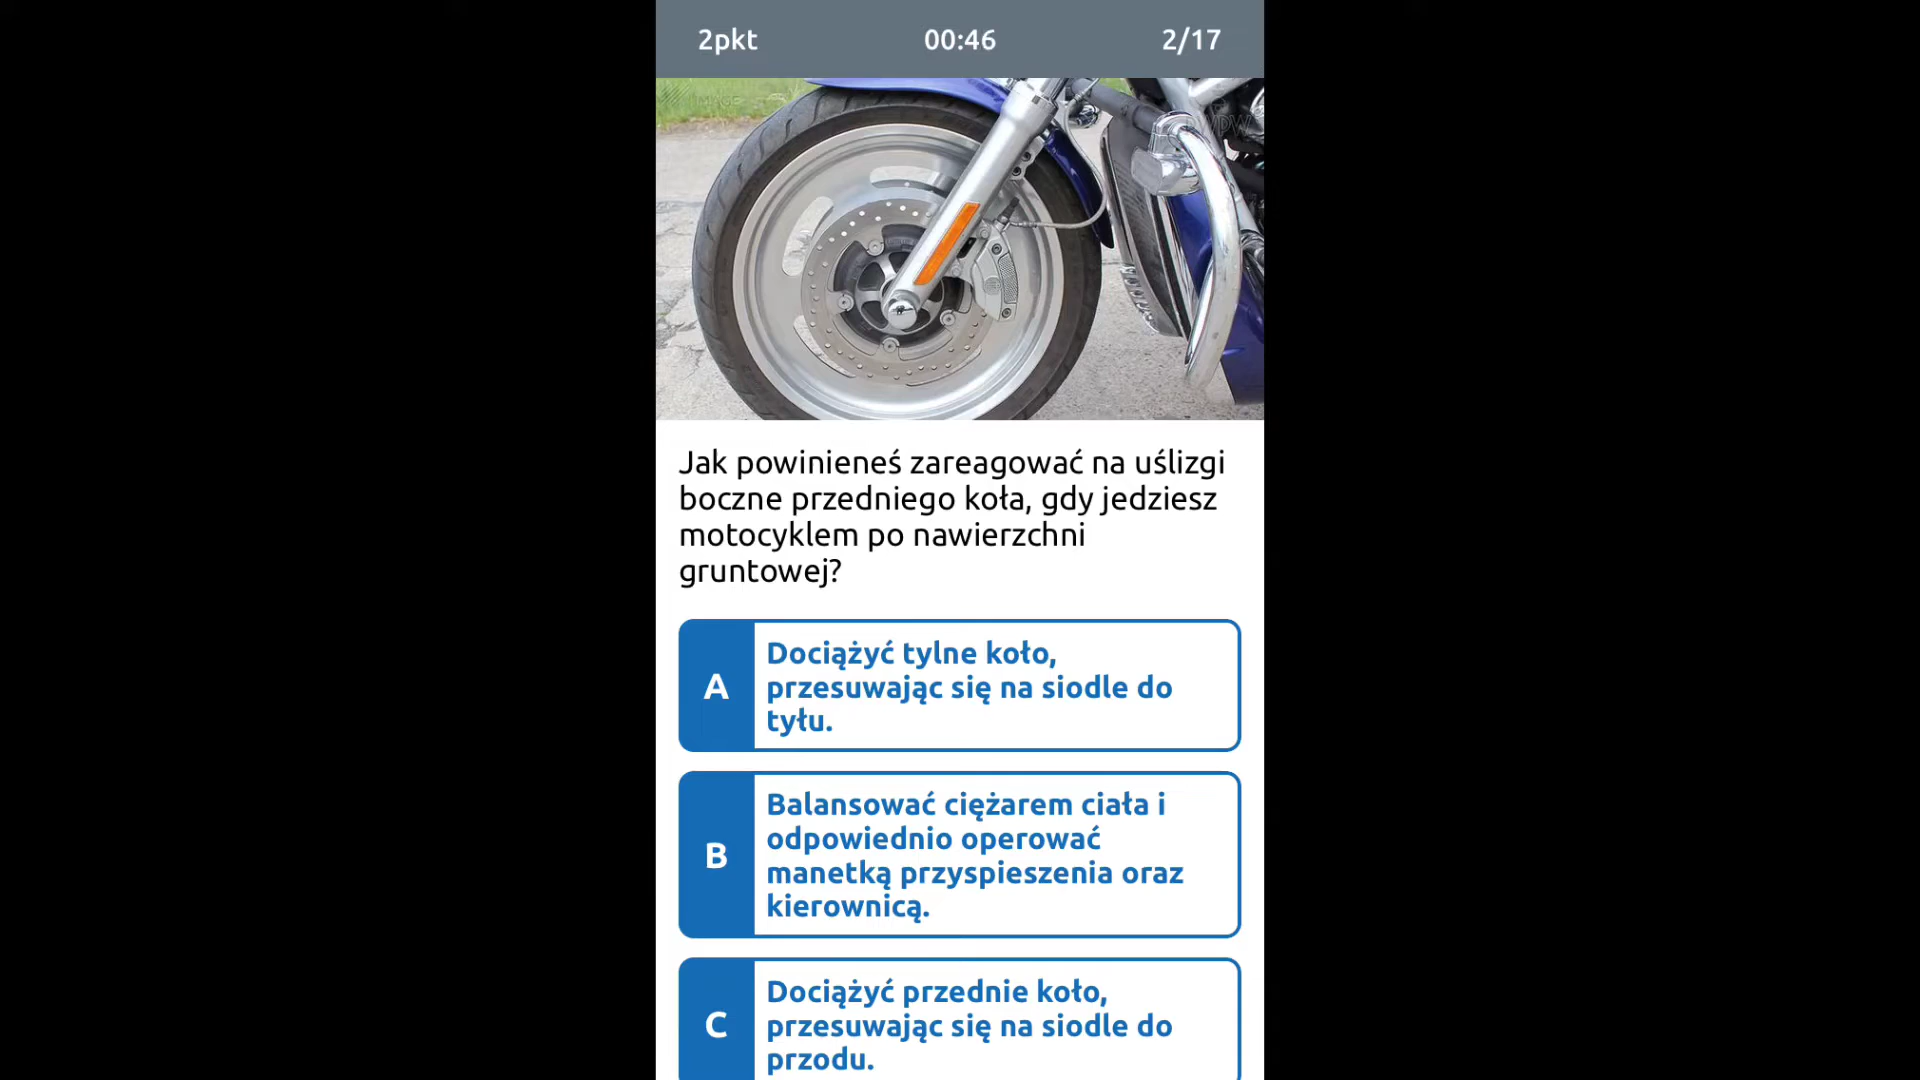 2pkt 00:46 2/17
Jak powinieneś zareagować na uślizgi
boczne przedniego koła, gdy jedziesz
motocyklem po nawierzchni
gruntowej?
A
Dociążyć tylne koło,
przesuwając się na siodle do
tyłu.
B
Balansować ciężarem ciała i
odpowiednio operować
manetką przyspieszenia oraz
kierownicą.
C
Dociążyć przednie koło,
przesuwając się na siodle do
przodu.